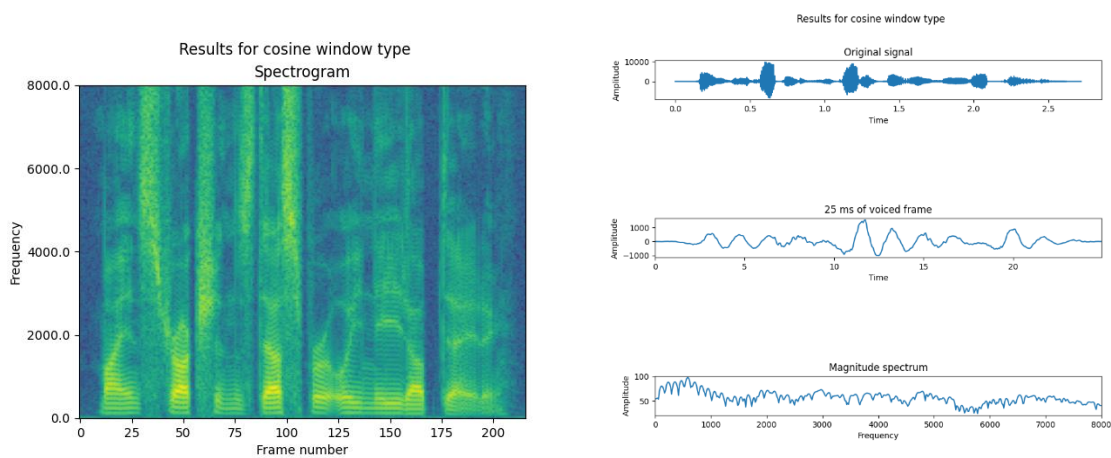 Results for cosine window type
Spectrogram
8000.0
6000.0
4000.0
2000.0
0.0
Frequency
0 25 50 75 100 125 150 175 200
Frame number
Results for cosine window type
Original signal
10000
0
Amplitude
0.0 0.5 1.0 1.5 2.0 2.5
Time
25 ms of voiced frame
1000
0
−1000
Amplitude
0 5 10 15 20
Time
Magnitude spectrum
100
50
Amplitude
0 1000 2000 3000 4000 5000 6000 7000 8000
Frequency